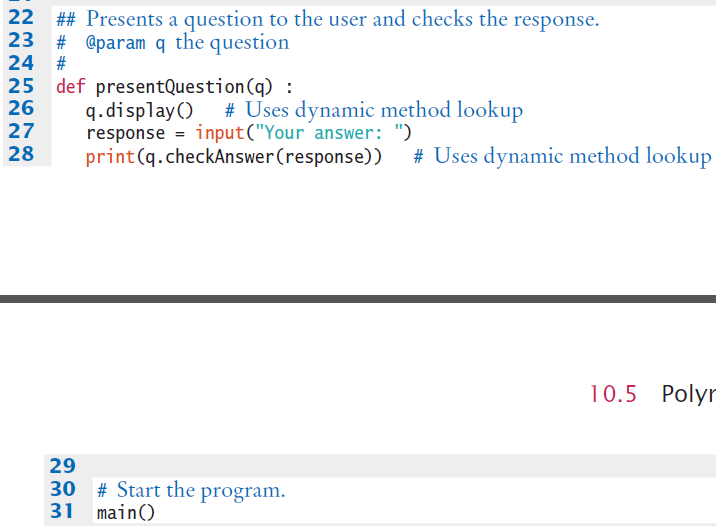 22 ## Presents a question to the user and checks the response.
23 # @param q the question
24 #
25 def presentQuestion(q) :
26 q.display() # Uses dynamic method lookup
27 response = input("Your answer: ")
28 print(q.checkAnswer(response)) # Uses dynamic method lookup
10.5
29
30 # Start the program.
31 main()